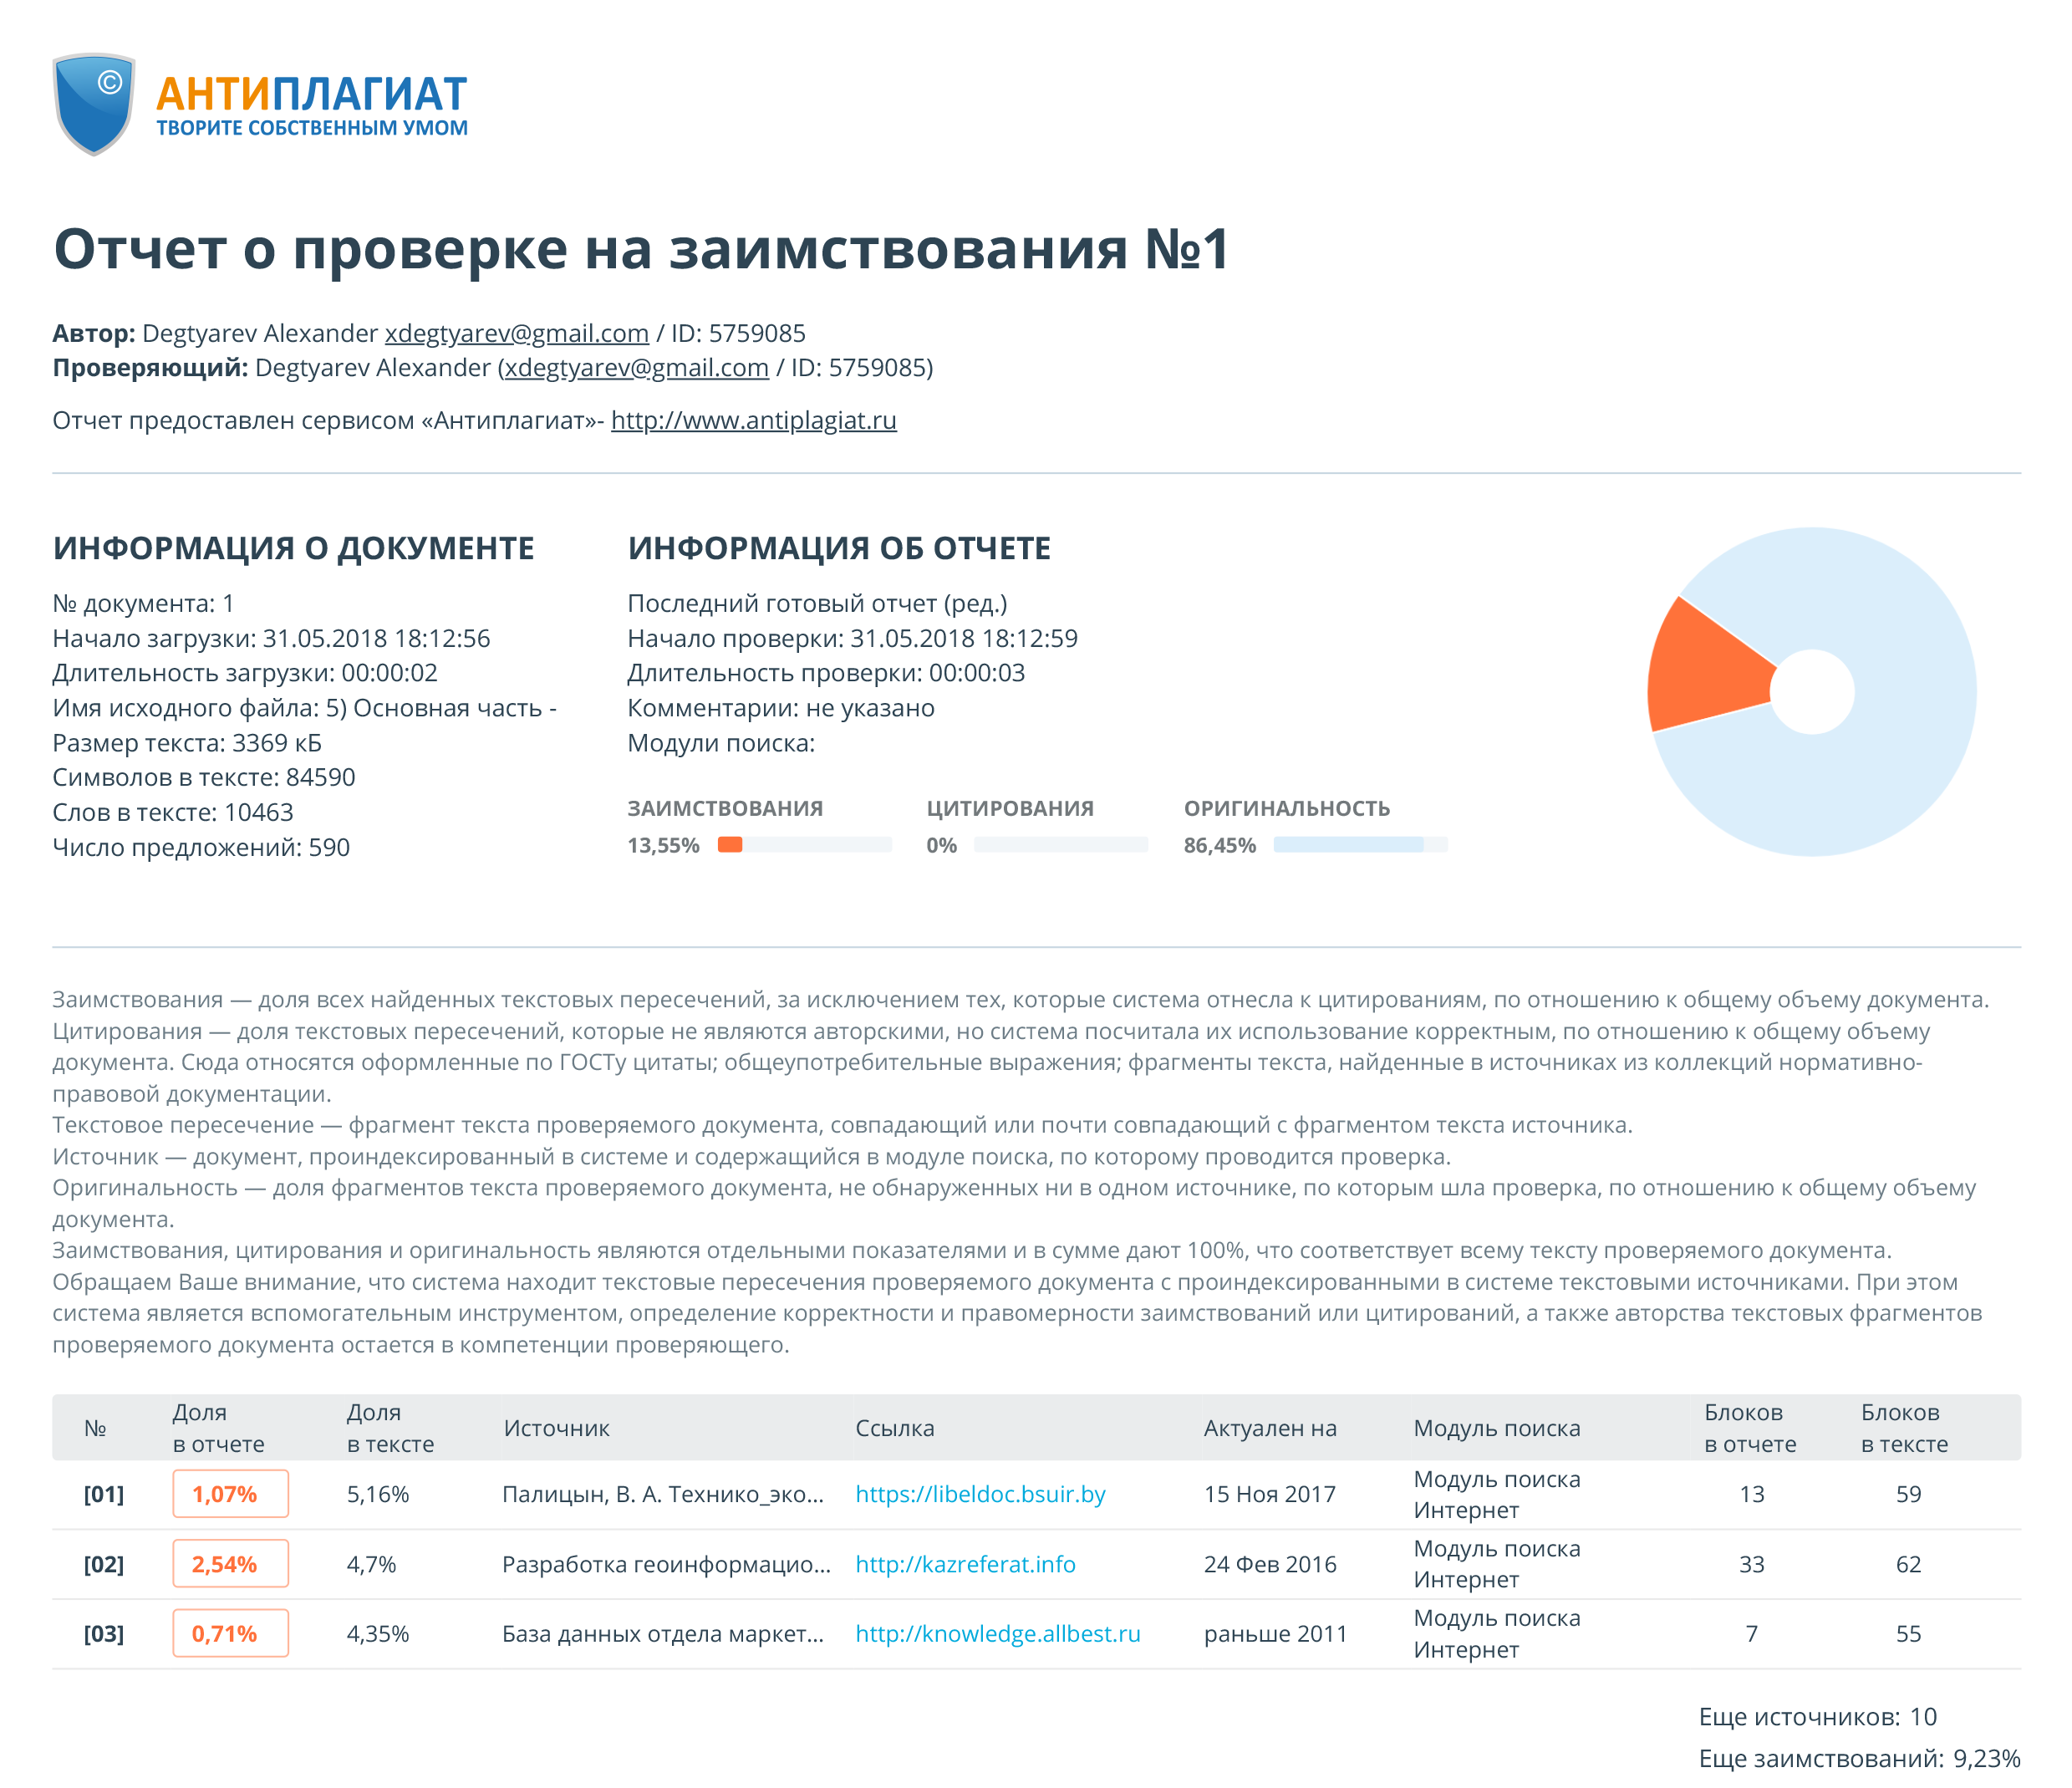 ©
АНТИПЛАГИАТ
ТВОРИТЕ СОБСТВЕННЫМ УМОМ
Отчет о проверке на заимствования №1
Автор: Degtyarev Alexander xdegtyarev@gmail.com / ID: 5759085
Проверяющий: Degtyarev Alexander (xdegtyarev@gmail.com / ID: 5759085)
Отчет предоставлен сервисом «Антиплагиат»- http://www.antiplagiat.ru
ИНФОРМАЦИЯ О ДОКУМЕНТЕ
№ документа: 1
Начало загрузки: 31.05.2018 18:12:56
Длительность загрузки: 00:00:02
Имя исходного файла: 5) Основная часть -
Размер текста: 3369 кБ
Символов в тексте: 84590
Слов в тексте: 10463
Число предложений: 590
ИНФОРМАЦИЯ ОБ ОТЧЕТЕ
Последний готовый отчет (ред.)
Начало проверки: 31.05.2018 18:12:59
Длительность проверки: 00:00:03
Комментарии: не указано
Модули поиска:
ЗАИМСТВОВАНИЯ ЦИТИРОВАНИЯ ОРИГИНАЛЬНОСТЬ
13,55% 0% 86,45%
Заимствования — доля всех найденных текстовых пересечений, за исключением тех, которые система отнесла к цитированиям, по отношению к общему объему документа.
Цитирования — доля текстовых пересечений, которые не являются авторскими, но система посчитала их использование корректным, по отношению к общему объему
документа. Сюда относятся оформленные по ГОСТу цитаты; общеупотребительные выражения; фрагменты текста, найденные в источниках из коллекций нормативно-
правовой документации.
Текстовое пересечение — фрагмент текста проверяемого документа, совпадающий или почти совпадающий с фрагментом текста источника.
Источник — документ, проиндексированный в системе и содержащийся в модуле поиска, по которому проводится проверка.
Оригинальность — доля фрагментов текста проверяемого документа, не обнаруженных ни в одном источнике, по которым шла проверка, по отношению к общему объему
документа.
Заимствования, цитирования и оригинальность являются отдельными показателями и в сумме дают 100%, что соответствует всему тексту проверяемого документа.
Обращаем Ваше внимание, что система находит текстовые пересечения проверяемого документа с проиндексированными в системе текстовыми источниками. При этом
система является вспомогательным инструментом, определение корректности и правомерности заимствований или цитирований, а также авторства текстовых фрагментов
проверяемого документа остается в компетенции проверяющего.
№ Доля в отчете Доля в тексте Источник Ссылка Актуален на Модуль поиска Блоков в отчете Блоков в тексте
[01] 1,07% 5,16% Палицын, В. А. Технико_эко... https://libeldoc.bsuir.by 15 Ноя 2017 Модуль поиска Интернет 13 59
[02] 2,54% 4,7% Разработка геоинформацио... http://kazreferat.info 24 Фев 2016 Модуль поиска Интернет 33 62
[03] 0,71% 4,35% База данных отдела маркет... http://knowledge.allbest.ru раньше 2011 Модуль поиска Интернет 7 55
Еще источников: 10
Еще заимствований: 9,23%